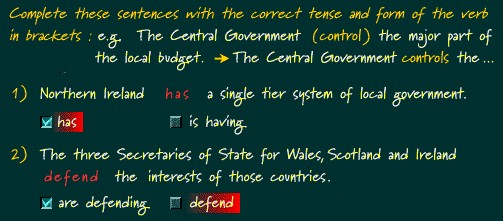 Complete these sentences with the correct tense and form of the verb
in brackets : e.g. The Central Government (control) the major part of
the local budget. → The Central Government controls the ...
1) Northern Ireland has a single tier system of local government.
has is having
2) The three Secretaries of State for Wales, Scotland and Ireland
defend the interests of those countries.
are defending defend